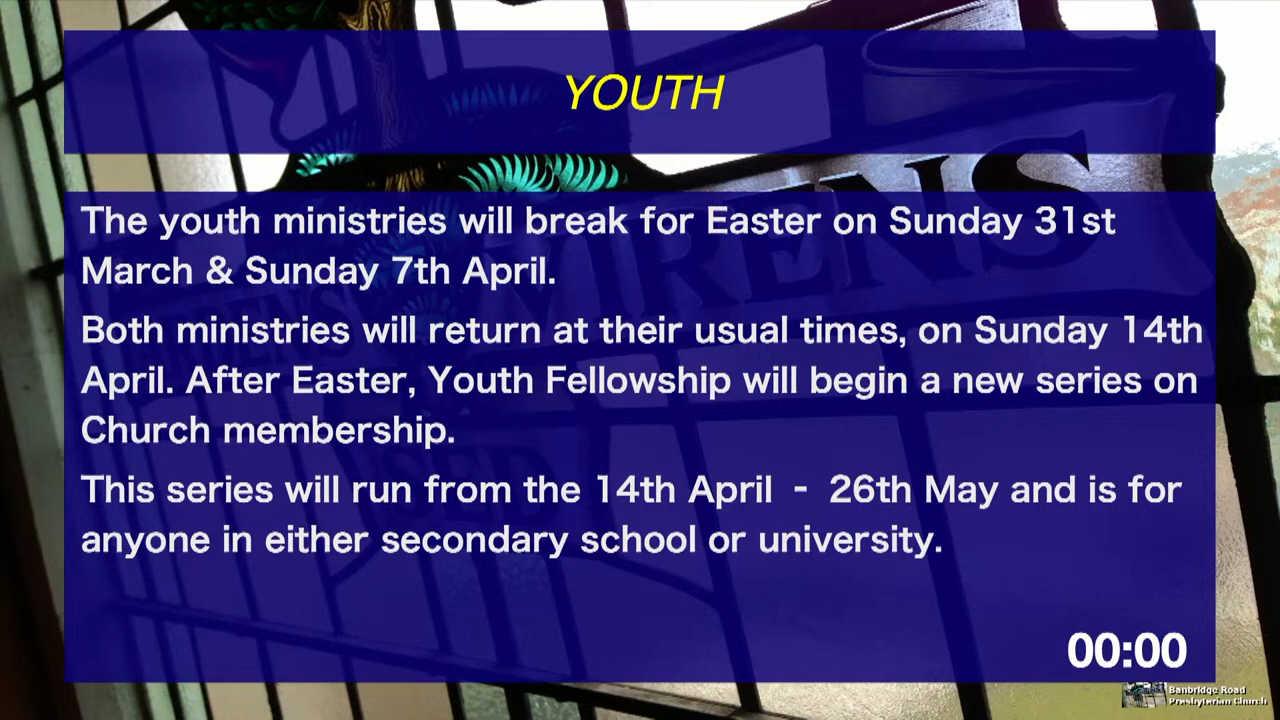 YOUTH
VIRENS
The youth ministries will break for Easter on Sunday 31st
March & Sunday 7th April.
Both ministries will return at their usual times, on Sunday 14th
April. After Easter, Youth Fellowship will begin a new series on
Church membership.
This series will run from the 14th April - 26th May and is for
anyone in either secondary school or university.
00:00
Banbridge Road
Presbyterian Church